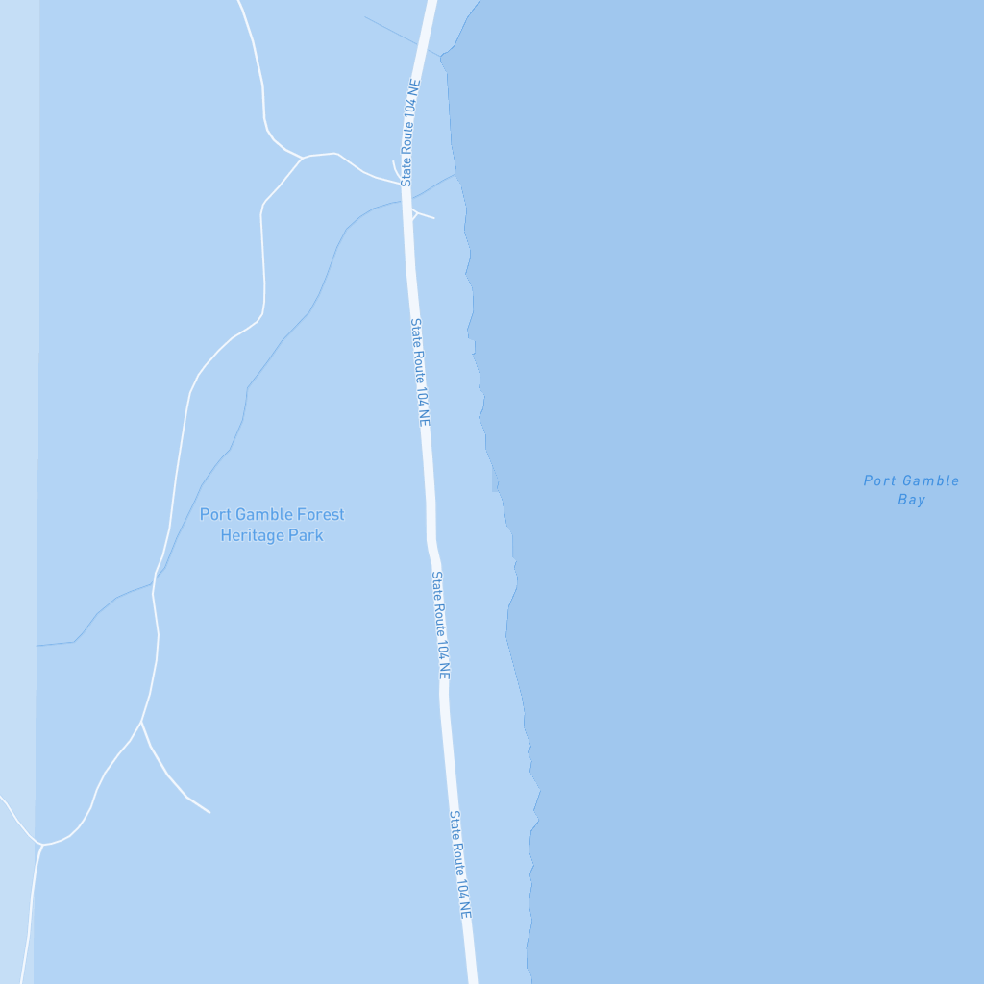 State Route 104 NE
State Route 104 NE
Port Gamble
Bay
Port Gamble Forest
Heritage Park
State Route 104 NE
State Route 104 NE